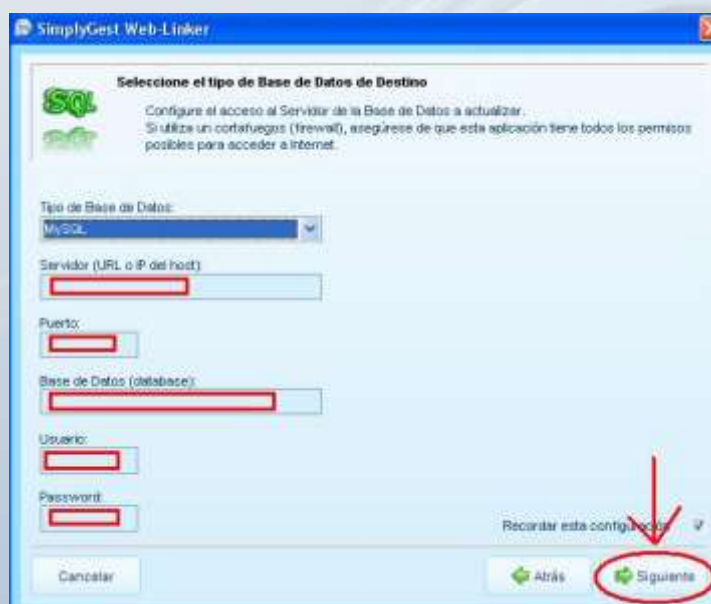 SimplyGest Web-Linker
SQL
Seleccione el tipo de Base de Datos de Destino
Configure el acceso al Servidor de la Base de Datos a actualizar.
Si utiliza un cortafuegos (firewall), asegúrese de que esta aplicación tiene todos los permisos
posibles para acceder a Internet.
Tipo de Base de Datos:
MySQL
Servidor (URL o IP del host):
Puerto:
Base de Datos (database):
Usuario:
Password:
Recordar esta configuración
Cancelar
Atrás
Siguiente